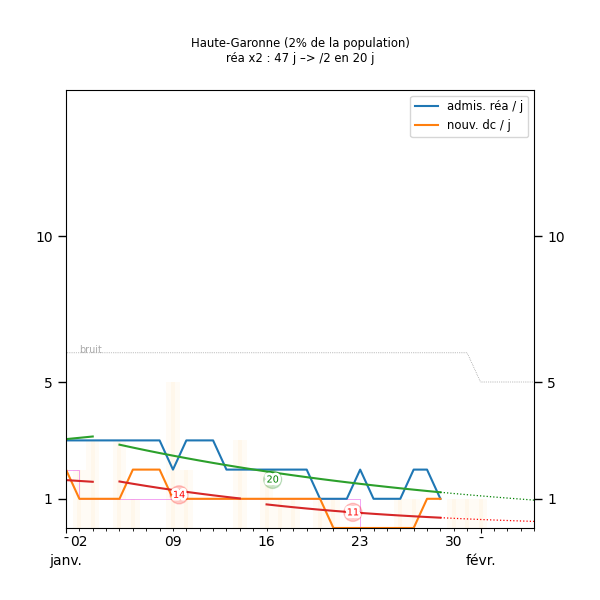 Haute-Garonne (2% de la population)
réa x2 : 47 j –> /2 en 20 j
admis. réa / j
nouv. dc / j
10 10
bruit
5 5
20
14
11
1 1
- 02 09 16 23 30 -
janv. févr.